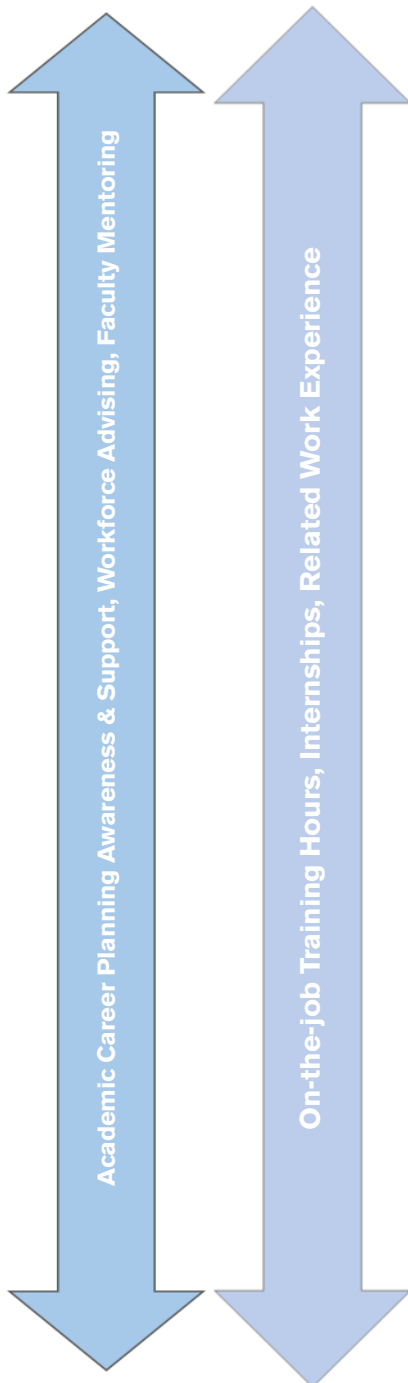 Academic Career Planning Awareness & Support, Workforce Advising, Faculty Mentoring
On-the-job Training Hours, Internships, Related Work Experience